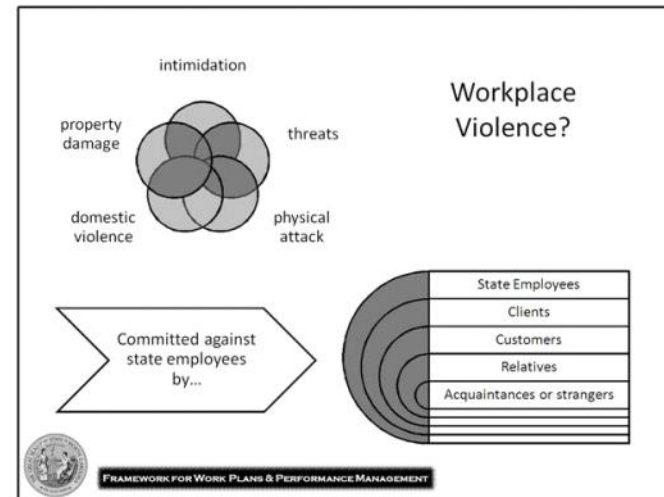 intimidation
Workplace
Violence?
property
damage
threats
domestic
violence
physical
attack
Committed against
state employees
by...
State Employees
Clients
Customers
Relatives
Acquaintances or strangers
FRAMEWORK FOR WORK PLANS & PERFORMANCE MANAGEMENT